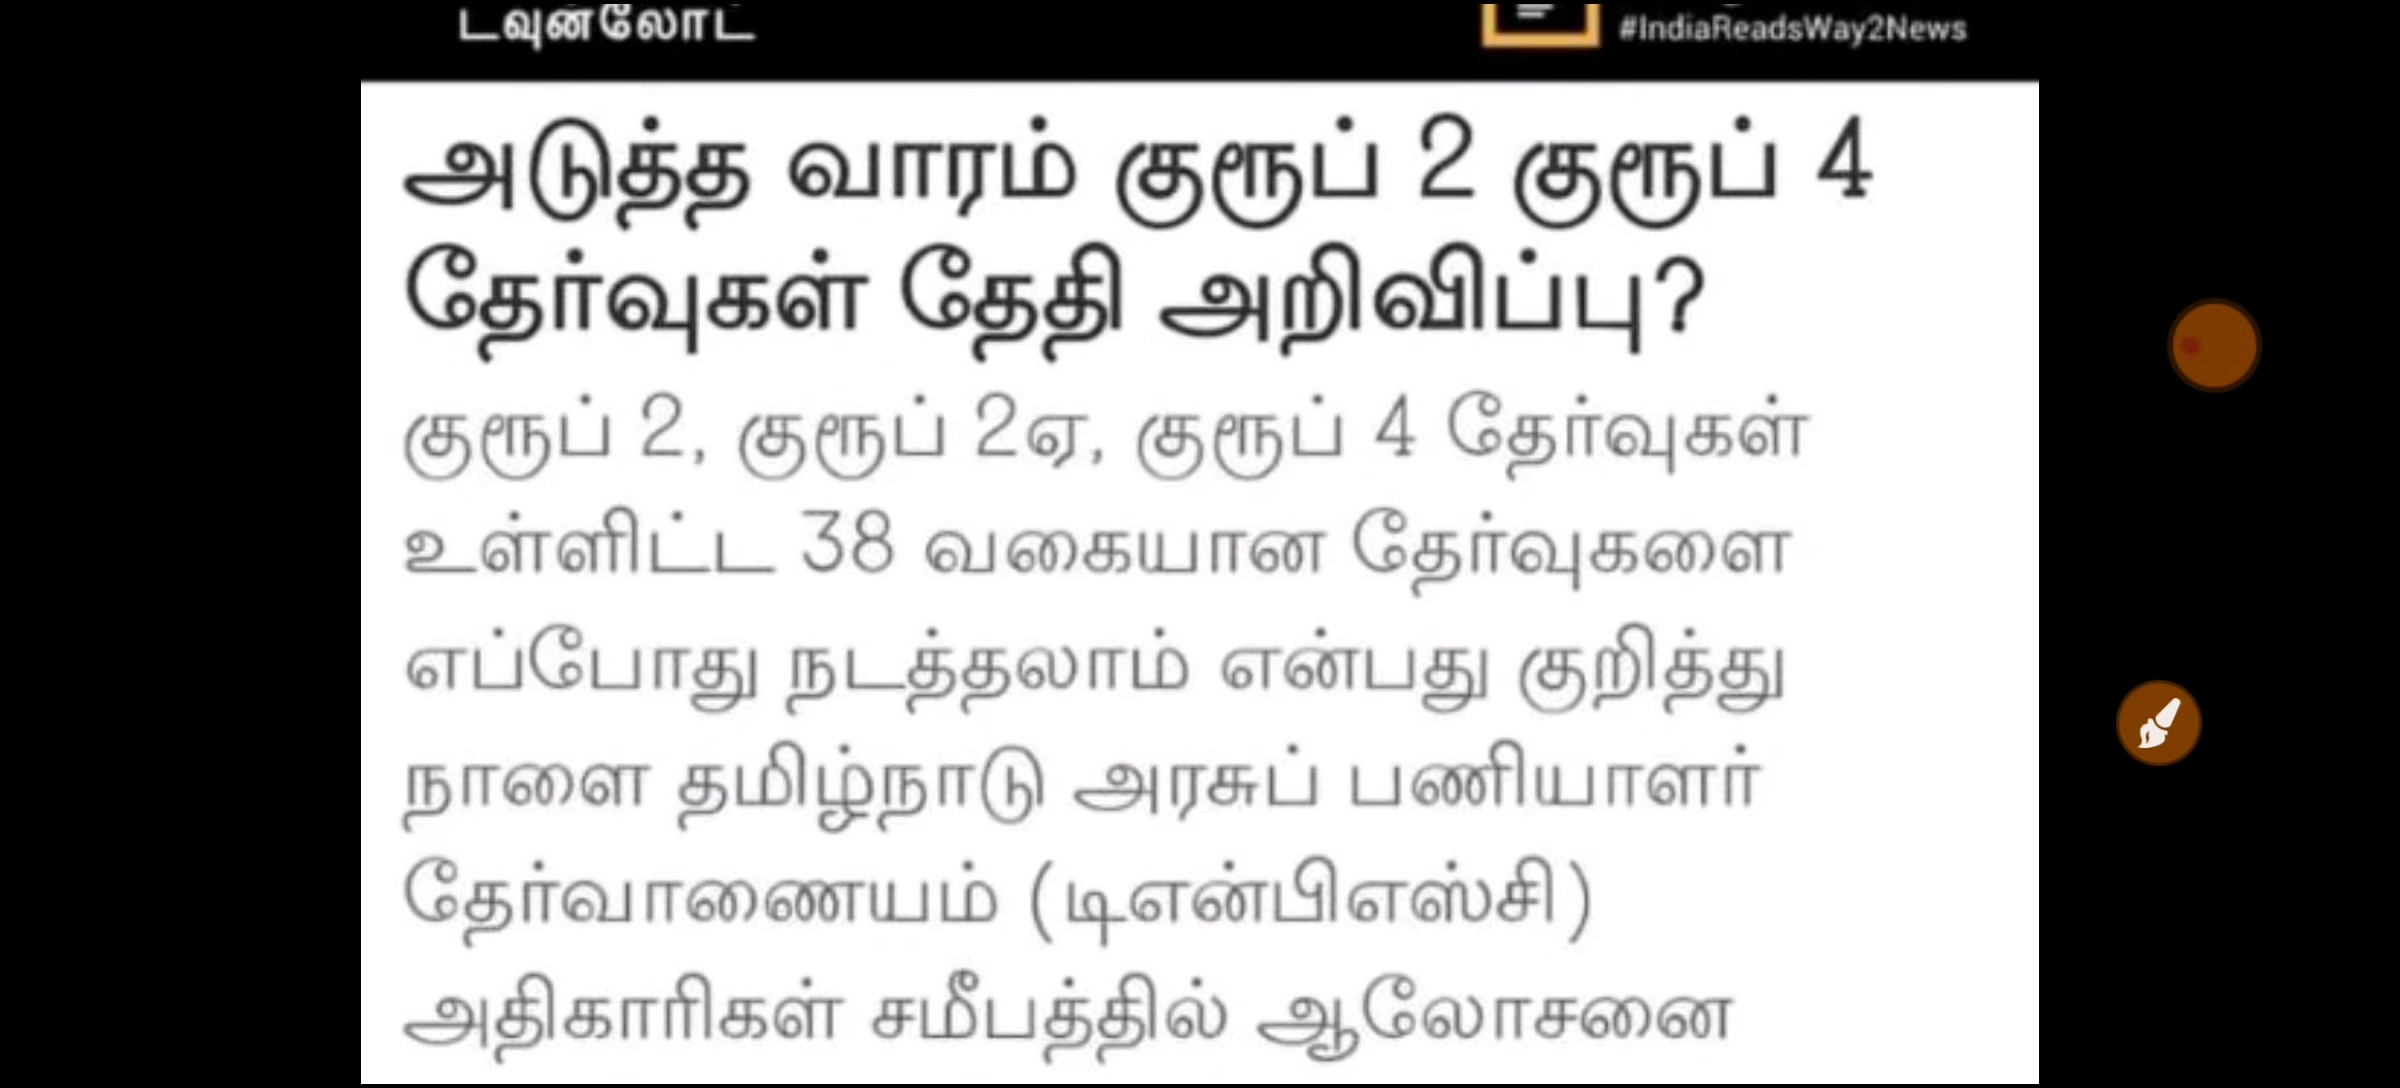 டவுன்லோட்
#IndiaReadsWay2News
அடுத்த வாரம் குரூப் 2 குரூப் 4
தேர்வுகள் தேதி அறிவிப்பு?
குரூப் 2, குரூப் 2ஏ, குரூப் 4 தேர்வுகள்
உள்ளிட்ட 38 வகையான தேர்வுகளை
எப்போது நடத்தலாம் என்பது குறித்து
நாளை தமிழ்நாடு அரசுப் பணியாளர்
தேர்வாணையம் (டிஎன்பிஎஸ்சி)
அதிகாரிகள் சமீபத்தில் ஆலோசனை